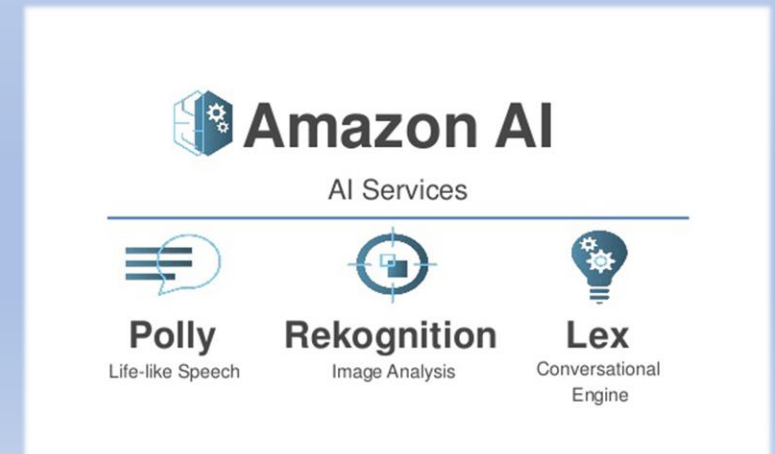 Amazon AI
AI Services
Polly
Life-like Speech
Rekognition
Image Analysis
Lex
Conversational
Engine